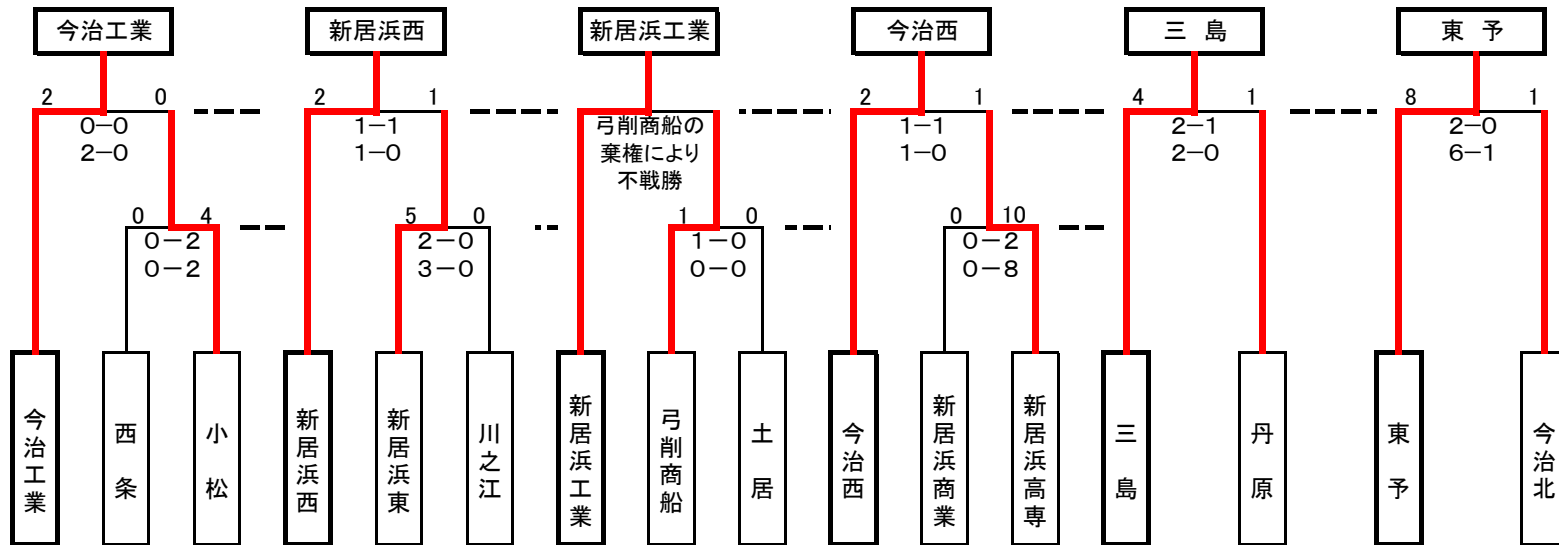 今治工業 新居浜西 新居浜工業 今治西 三 島 東 予
2 0 2 1 2 1 4 1 8 1
0-0 1-1 弓削商船の 1-1 2-1 2-0
2-0 1-0 棄権により 1-0 2-0 6-1
不戦勝
0 4 5 0 1 0 0 10
0-2 2-0 1-0 0-2
0-2 3-0 0-0 0-8
今治工業
西条
小松
新居浜西
新居浜東
川之江
新居浜工業
弓削商船
土居
今治西
新居浜商業
新居浜高専
三島
丹原
東予
今治北